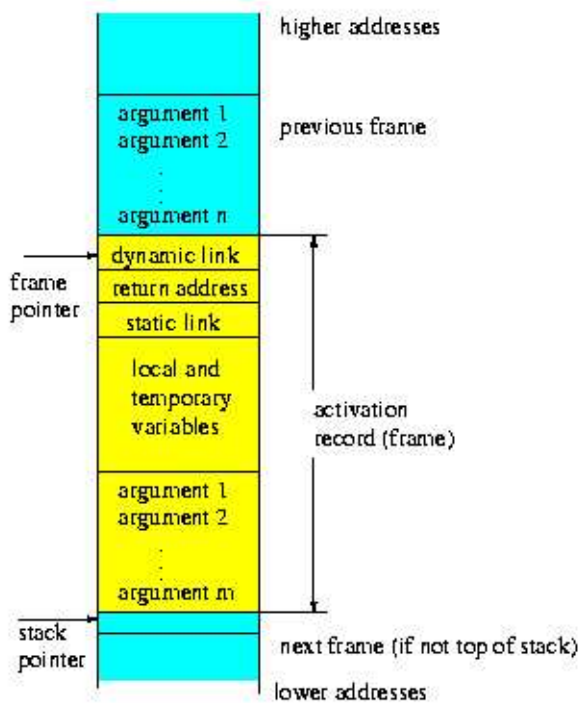 higher addresses
argument 1
argument 2
previous frame
argument n
dynamic link
frame
pointer
return address
static link
local and
temporary
variables
activation
record (frame)
argument 1
argument 2
argument m
stack
pointer
next frame (if not top of stack)
lower addresses